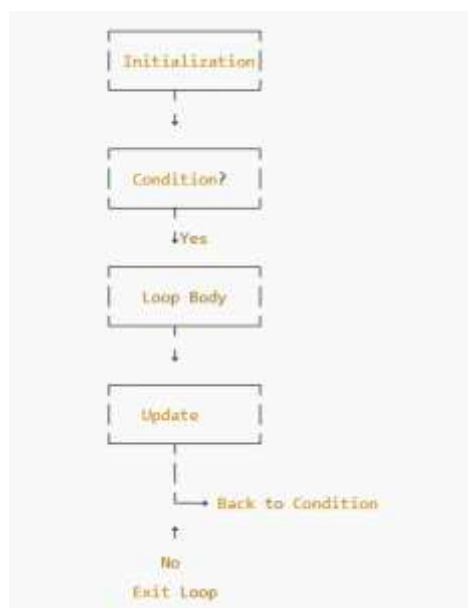 Initialization
Condition?
Yes
Loop Body
Update
Back to Condition
No
Exit Loop